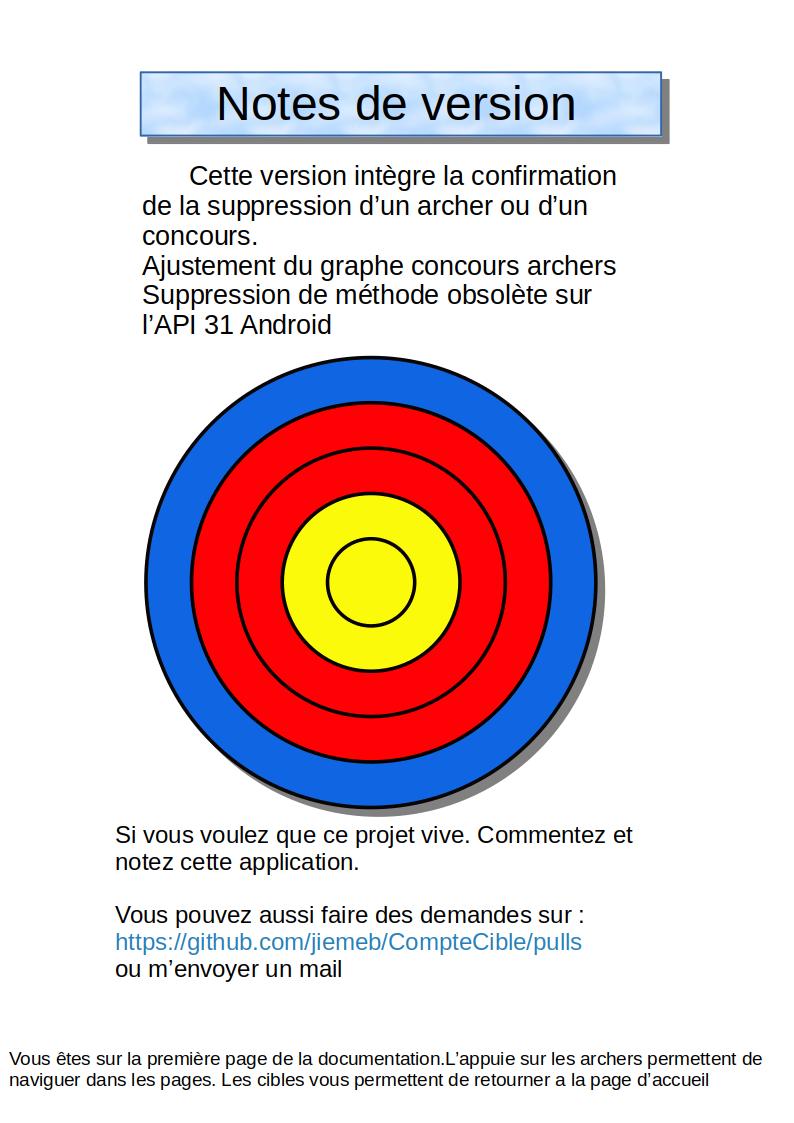 Notes de version
Cette version intègre la confirmation
de la suppression d’un archer ou d’un
concours.
Ajustement du graphe concours archers
Suppression de méthode obsolète sur
l’API 31 Android
Si vous voulez que ce projet vive. Commentez et
notez cette application.
Vous pouvez aussi faire des demandes sur :
https://github.com/jiemeb/CompteCible/pulls
ou m’envoyer un mail
Vous êtes sur la première page de la documentation.L’appuie sur les archers permettent de
naviguer dans les pages. Les cibles vous permettent de retourner a la page d’accueil